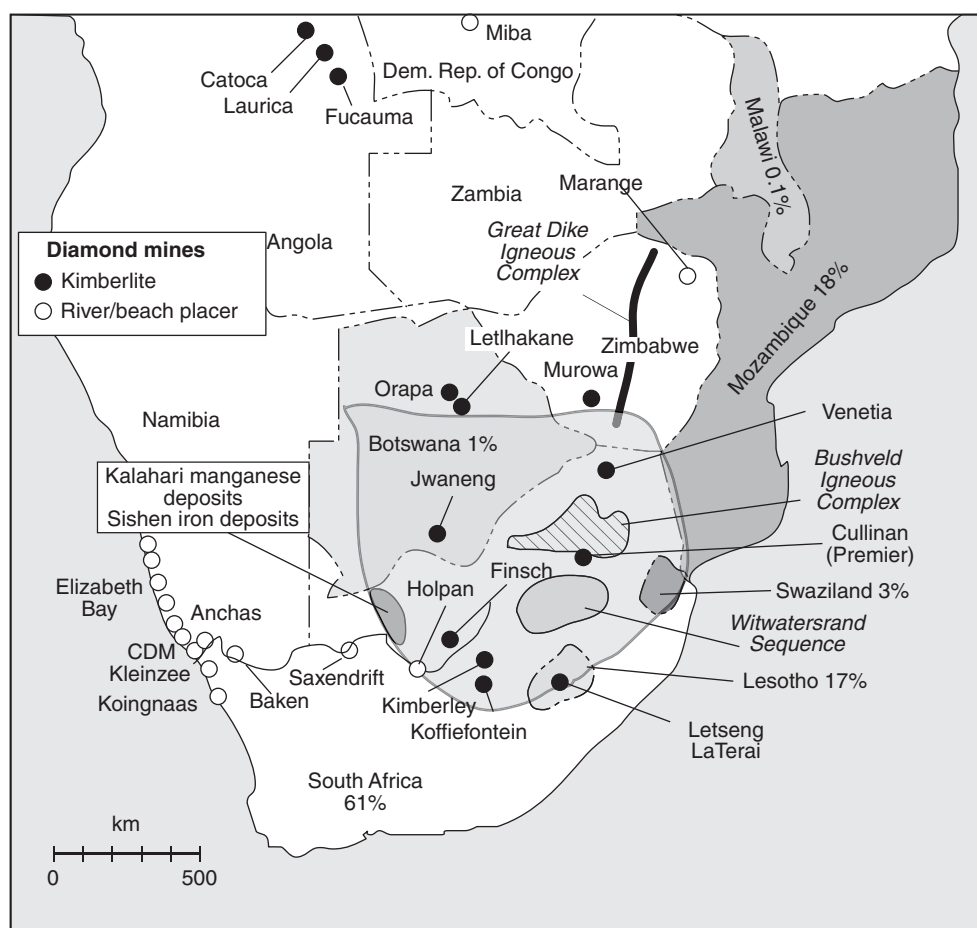 Miba
Catoca
Dem. Rep. of Congo
Laurica
Fucauma
Malawi 0.1%
Marange
Zambia
Great Dike
Igneous
Complex
Angola
Diamond mines
Kimberlite
River/beach placer
Mozambique 18%
Letlhakane
Zimbabwe
Murowa
Orapa
Namibia
Venetia
Botswana 1%
Kalahari manganese
deposits
Sishen iron deposits
Jwaneng
Bushveld
Igneous
Complex
Cullinan
(Premier)
Finsch
Holpan
Elizabeth
Bay
Swaziland 3%
Anchas
Witwatersrand
Sequence
CDM
Kleinzee
Saxendrift
Lesotho 17%
Koingnaas
Baken
Kimberley
Koffiefontein
Letseng
LaTerai
South Africa
61%
km
0 500